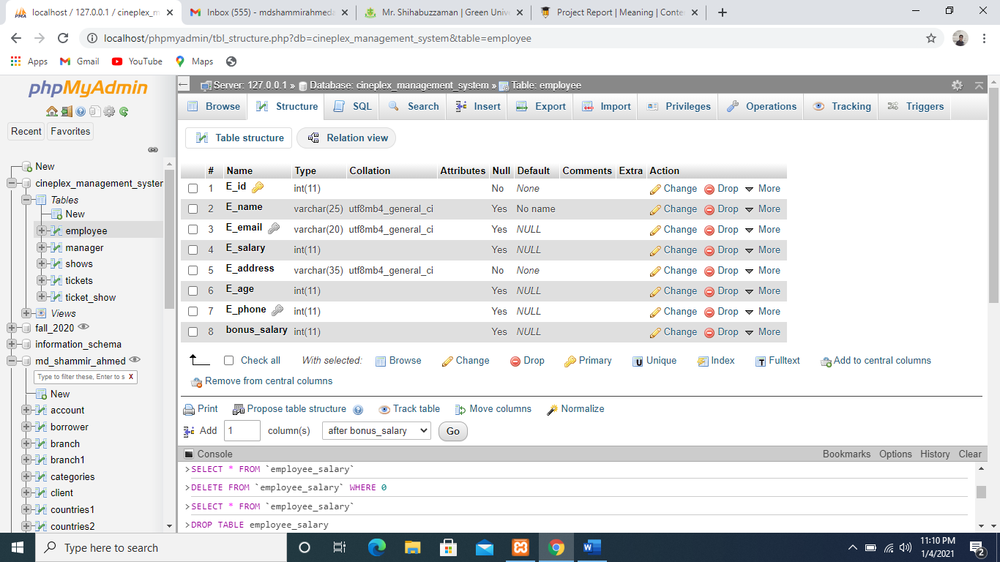 localhost / 127.0.0.1 / cineplex_m
Inbox (555) - mdshammirahmeda
Mr. Shihabuzzaman | Green Univ
Project Report | Meaning | Conte
localhost/phpmyadmin/tbl_structure.php?db=cineplex_management_system&table=employee
Apps Gmail YouTube Maps
phpMyAdmin
Recent Favorites
New
cineplex_management_syster
Tables
New
employee
manager
shows
tickets
ticket_show
Views
fall_2020
information_schema
md_shammir_ahmed
Type to filter these, Enter to s X
New
account
borrower
branch
branch1
categories
client
countries1
countries2
Server: 127.0.0.1 » Database: cineplex_management_system » Table: employee
Browse Structure SQL Search Insert Export Import Privileges Operations Tracking Triggers
Table structure Relation view
# Name Type Collation Attributes Null Default Comments Extra Action
1 E_id int(11) No None Change Drop More
2 E_name varchar(25) utf8mb4_general_ci Yes No name Change Drop More
3 E_email varchar(20) utf8mb4_general_ci Yes NULL Change Drop More
4 E_salary int(11) Yes NULL Change Drop More
5 E_address varchar(35) utf8mb4_general_ci No None Change Drop More
6 E_age int(11) Yes NULL Change Drop More
7 E_phone int(11) Yes NULL Change Drop More
8 bonus_salary int(11) Yes NULL Change Drop More
Check all With selected: Browse Change Drop Primary Unique Index Fulltext Add to central columns
Remove from central columns
Print Propose table structure Track table Move columns Normalize
Add 1 column(s) after bonus_salary Go
Console Bookmarks Options History Clear
>SELECT * FROM `employee_salary`
>DELETE FROM `employee_salary` WHERE 0
>SELECT * FROM `employee_salary`
>DROP TABLE employee_salary
Type here to search
11:10 PM
1/4/2021
2